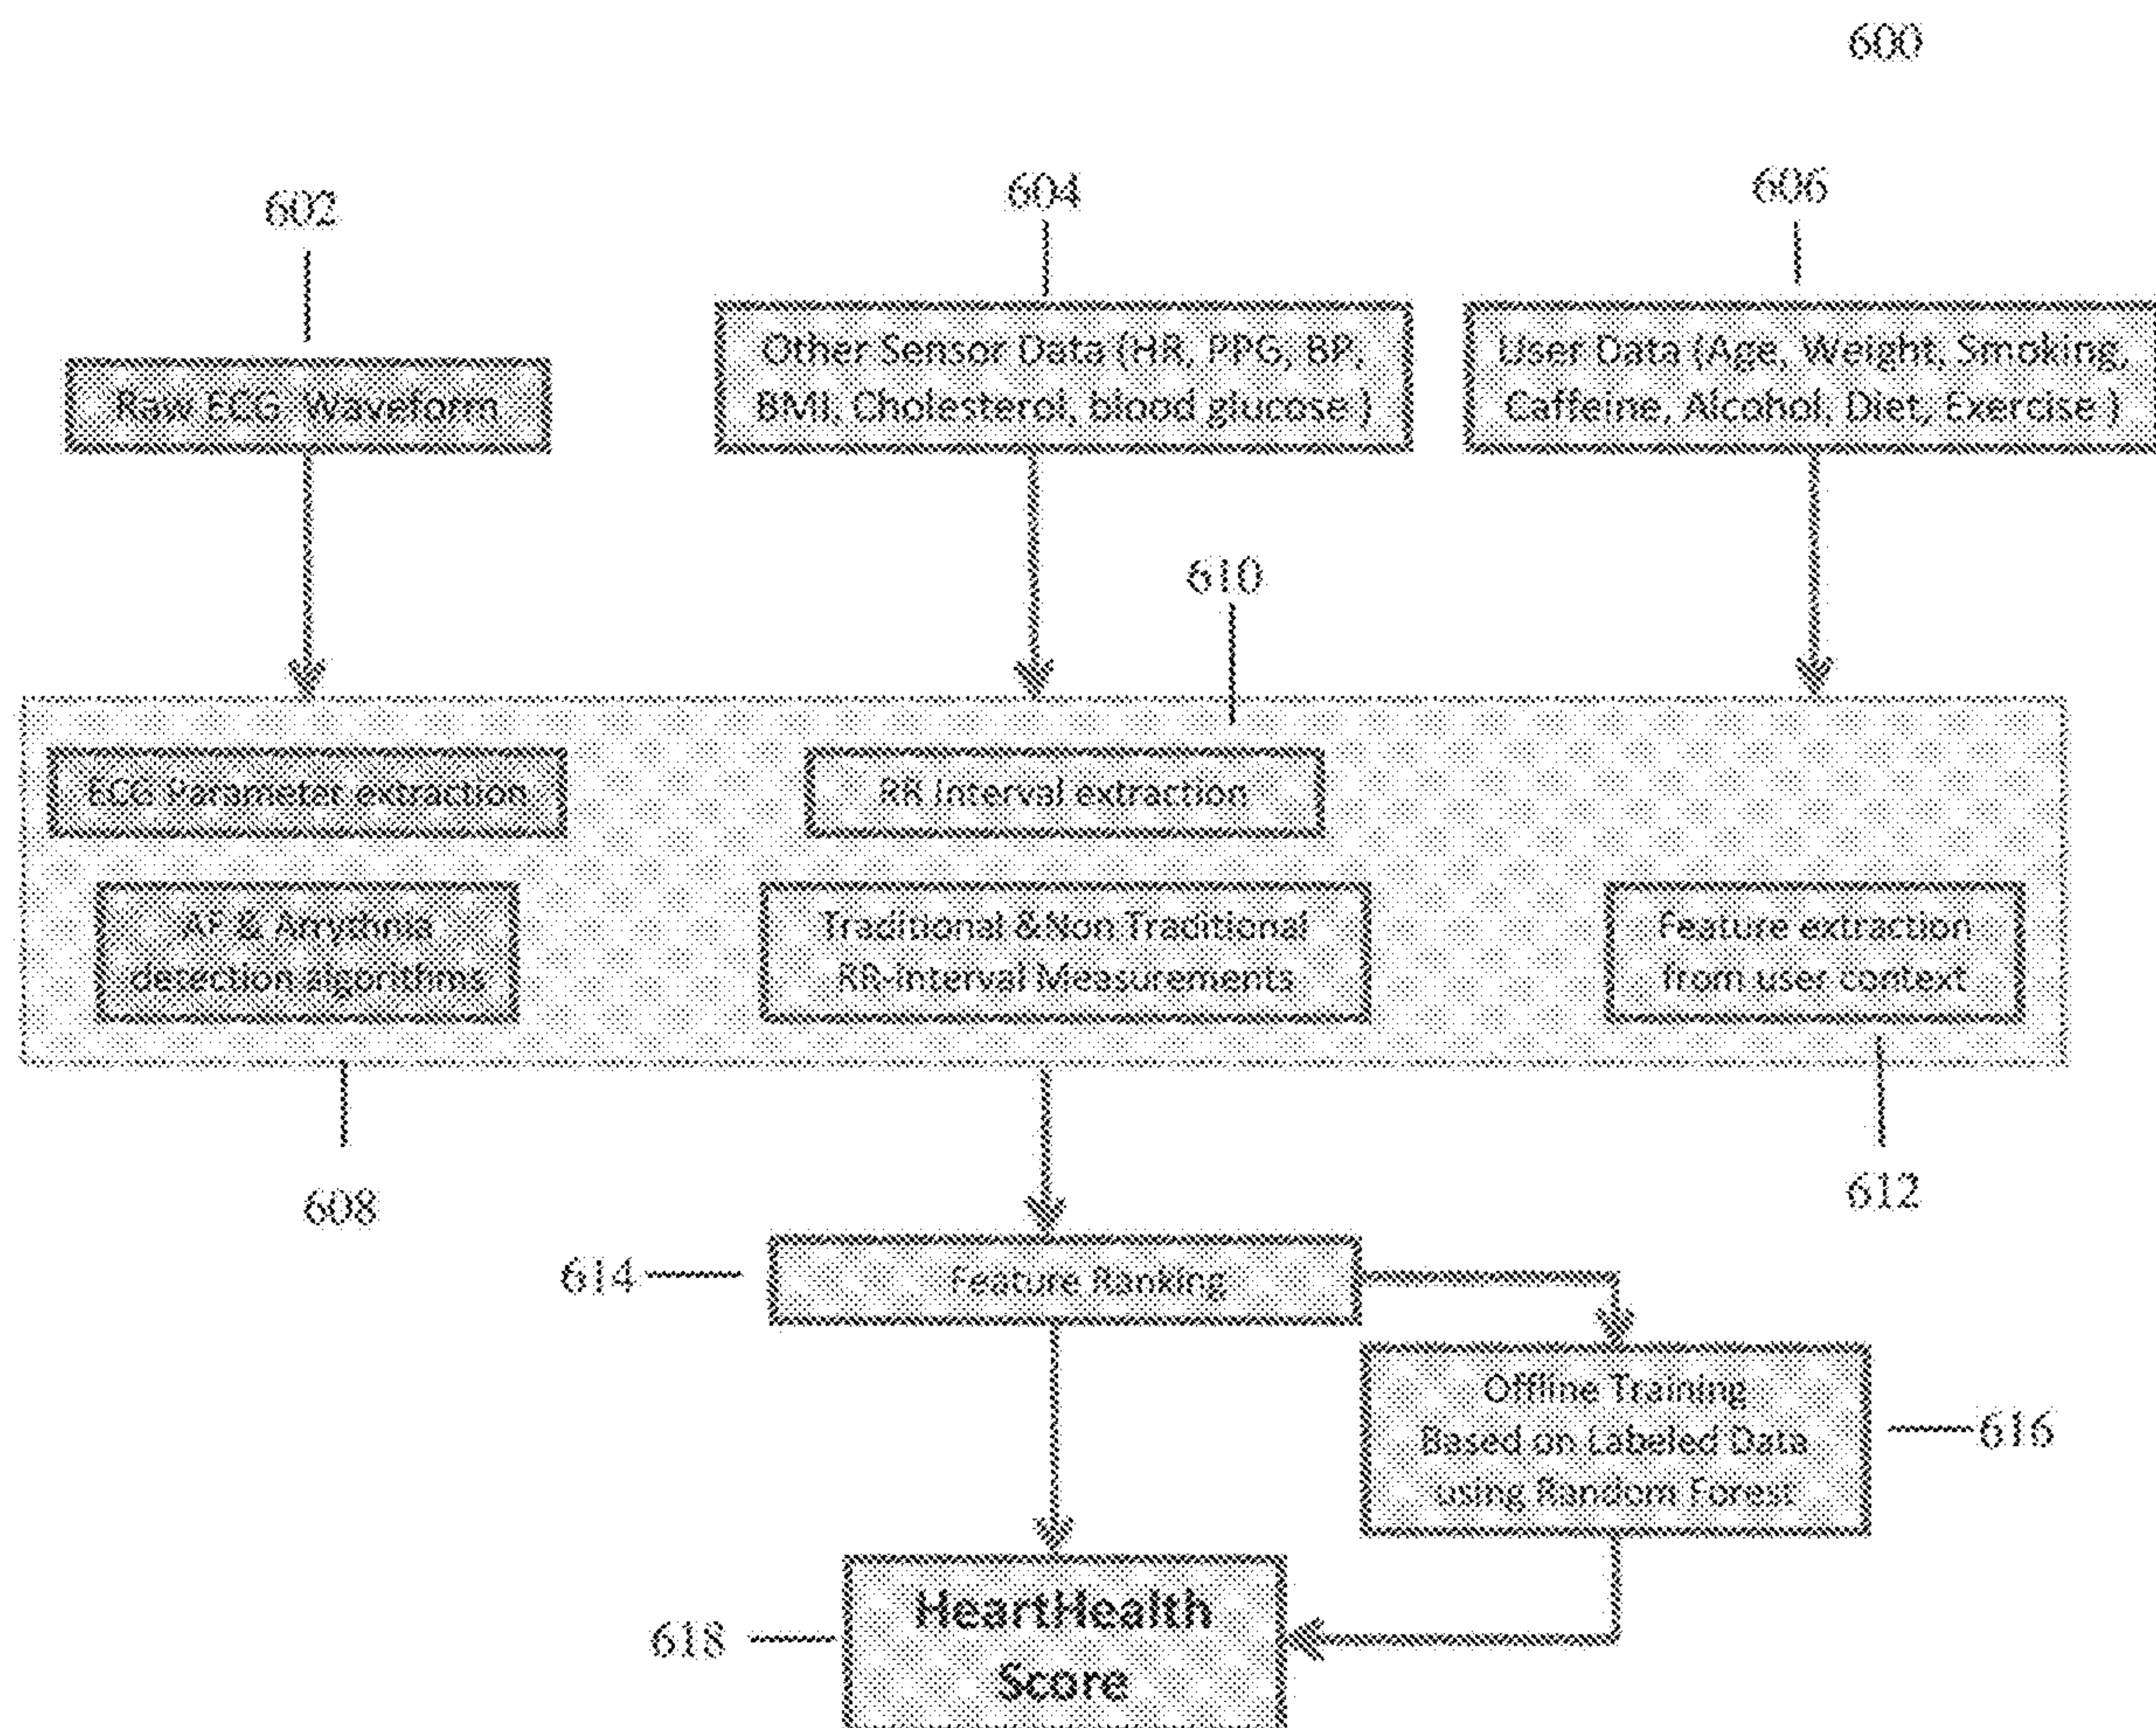 600
602
604
606
Raw ECG Waveform
Other Sensor Data (HR, PPG, BP,
BMI, Cholesterol, blood glucose )
User Data (Age, Weight, Smoking,
Caffeine, Alcohol, Diet, Exercise )
610
ECG Parameter extraction
RR interval extraction
AF & Arrythmia
detection algorithms
Traditional &Non Traditional
RR-interval Measurements
Feature extraction
from user context
608
612
614
Feature Ranking
Offline Training
Based on Labeled Data
using Random Forest
616
618
HeartHealth
Score